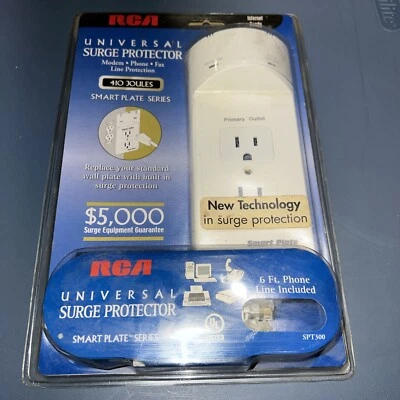 RCA
UNIVERSAL
SURGE PROTECTOR
Modem • Phone • Fax
Line Protection
410 JOULES
SMART PLATE SERIES
Replace your standard
wall plate with built in
surge protection
$5,000
Surge Equipment Guarantee
Internet
Ready
Primary Outlet
New Technology
in surge protection
Smart Plate
RCA
UNIVERSAL
SURGE PROTECTOR
SMART PLATE SERIES
UL
6 Ft. Phone
Line Included
SPT300